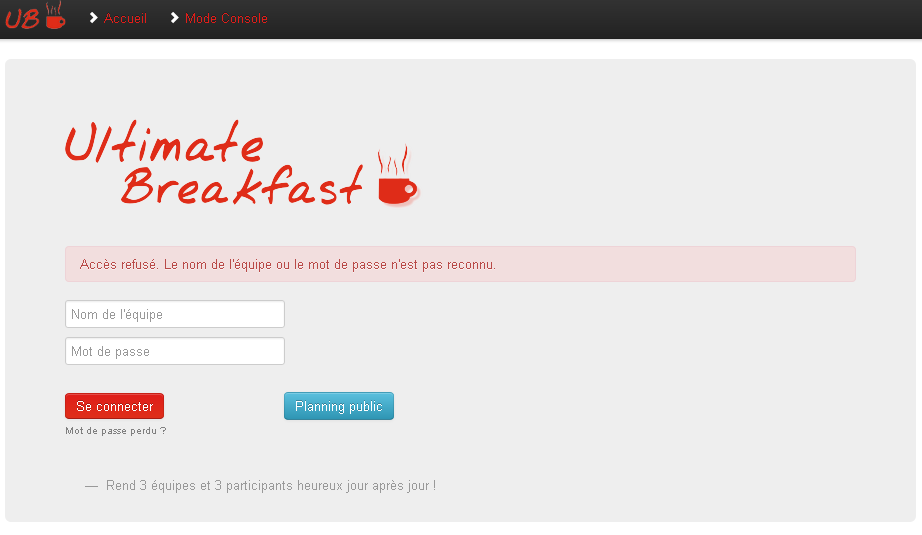 UB Accueil Mode Console
Ultimate
Breakfast
Accès refusé. Le nom de l'équipe ou le mot de passe n'est pas reconnu.
Nom de l'équipe
Mot de passe
Se connecter Planning public
Mot de passe perdu ?
— Rend 3 équipes et 3 participants heureux jour après jour !